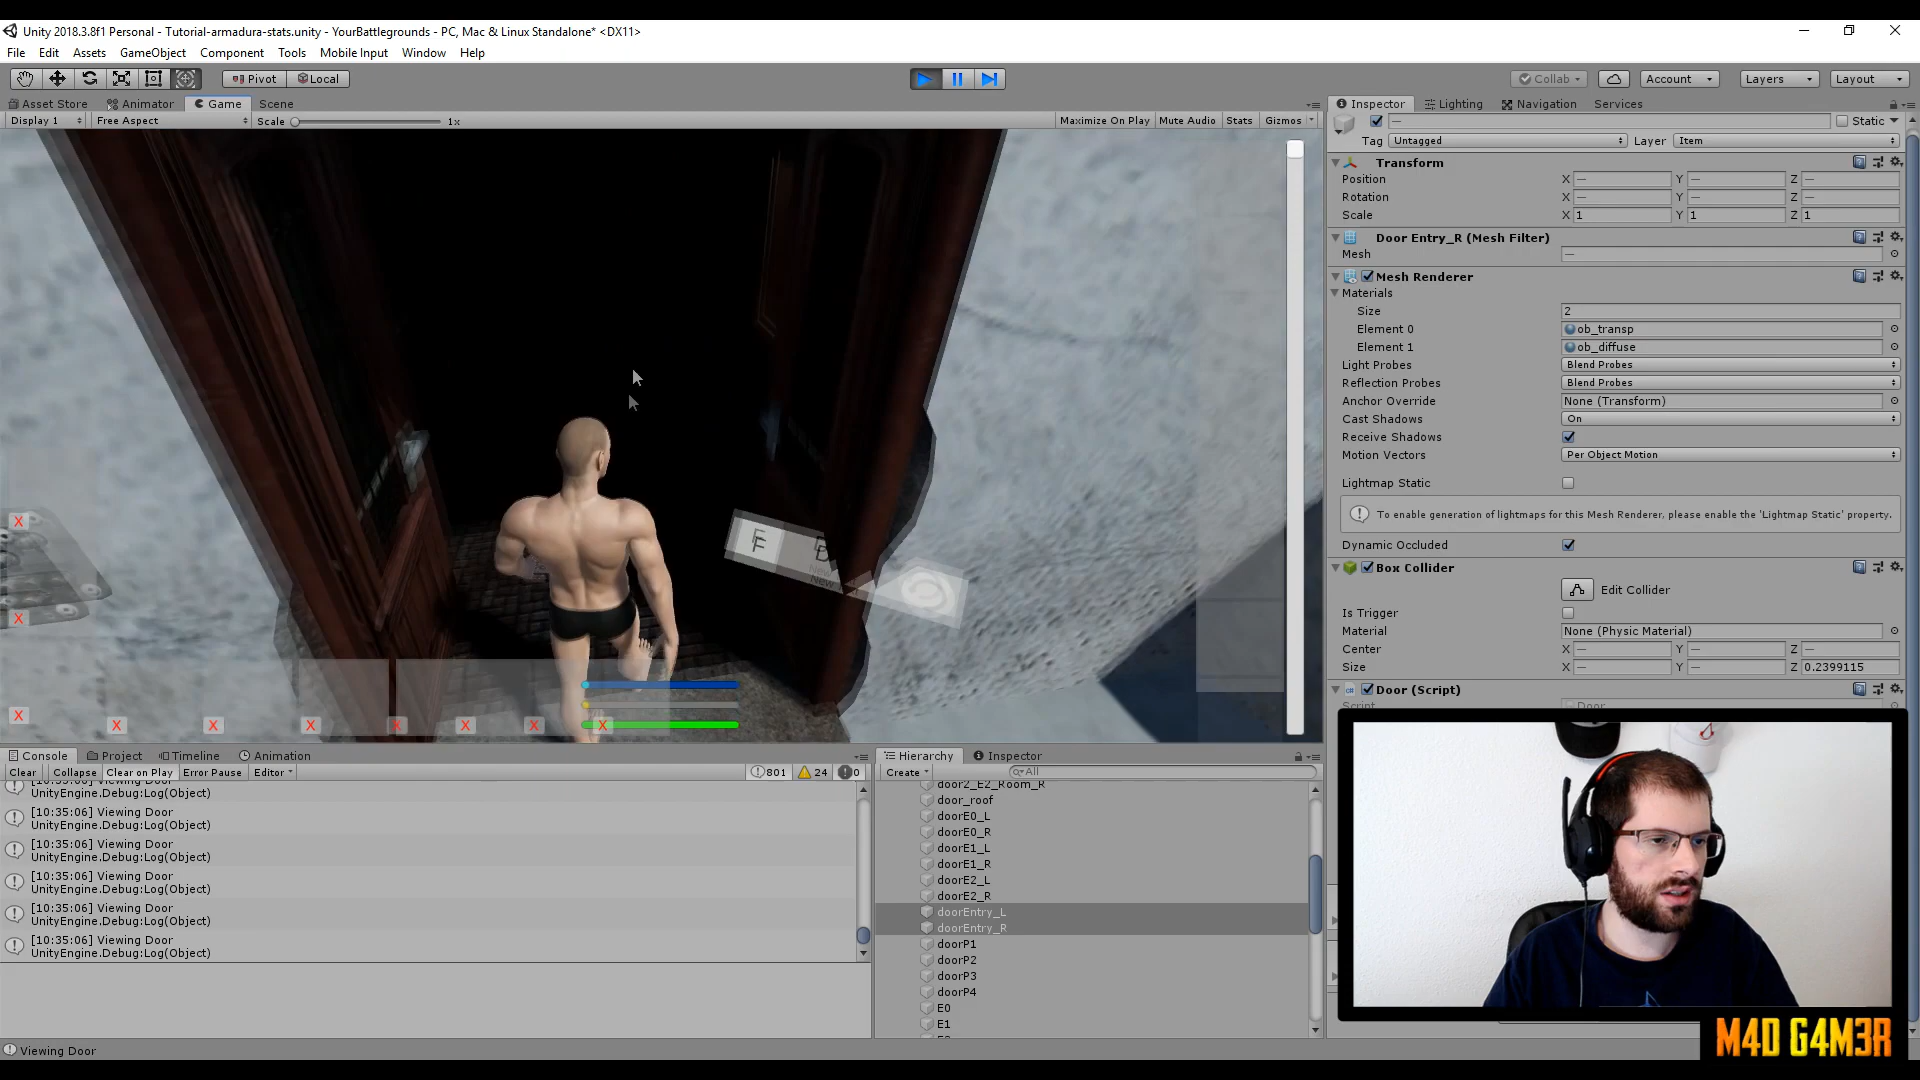 Unity 2018.3.8f1 Personal - Tutorial-armadura-stats.unity - YourBattlegrounds - PC, Mac & Linux Standalone* <DX11>
File Edit Assets GameObject Component Tools Mobile Input Window Help
Pivot Local Collab Account Layers Layout
Asset Store Animator Game Scene
Display 1 Free Aspect Scale 1x Maximize On Play Mute Audio Stats Gizmos
F
New
X
X
X X X X X X X X
Inspector Lighting Navigation Services
— Static
Tag Untagged Layer Item
Transform
Position X — Y — Z —
Rotation X — Y — Z —
Scale X 1 Y 1 Z 1
Door Entry_R (Mesh Filter)
Mesh —
Mesh Renderer
Materials
Size 2
Element 0 ob_transp
Element 1 ob_diffuse
Light Probes Blend Probes
Reflection Probes Blend Probes
Anchor Override None (Transform)
Cast Shadows On
Receive Shadows
Motion Vectors Per Object Motion
Lightmap Static
To enable generation of lightmaps for this Mesh Renderer, please enable the 'Lightmap Static' property.
Dynamic Occluded
Box Collider
Edit Collider
Is Trigger
Material None (Physic Material)
Center X — Y — Z —
Size X — Y — Z 0.2399115
Door (Script)
Script Door
Console Project Timeline Animation
Clear Collapse Clear on Play Error Pause Editor 801 24 0
[10:35:06] Viewing Door
UnityEngine.Debug:Log(Object)
[10:35:06] Viewing Door
UnityEngine.Debug:Log(Object)
[10:35:06] Viewing Door
UnityEngine.Debug:Log(Object)
[10:35:06] Viewing Door
UnityEngine.Debug:Log(Object)
[10:35:06] Viewing Door
UnityEngine.Debug:Log(Object)
[10:35:06] Viewing Door
UnityEngine.Debug:Log(Object)
Viewing Door
Hierarchy Inspector
Create All
door2_E2_Room_R
door_roof
doorE0_L
doorE0_R
doorE1_L
doorE1_R
doorE2_L
doorE2_R
doorEntry_L
doorEntry_R
doorP1
doorP2
doorP3
doorP4
E0
E1
M4D G4M3R